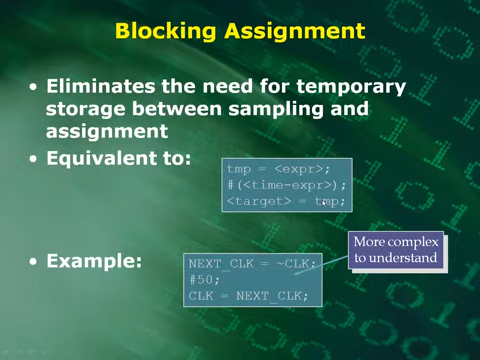 Blocking Assignment
• Eliminates the need for temporary
storage between sampling and
assignment
• Equivalent to:
tmp = <expr>;
#(<time-expr>);
<target> = tmp;
More complex
to understand
• Example:
NEXT_CLK = ~CLK;
#50;
CLK = NEXT_CLK;